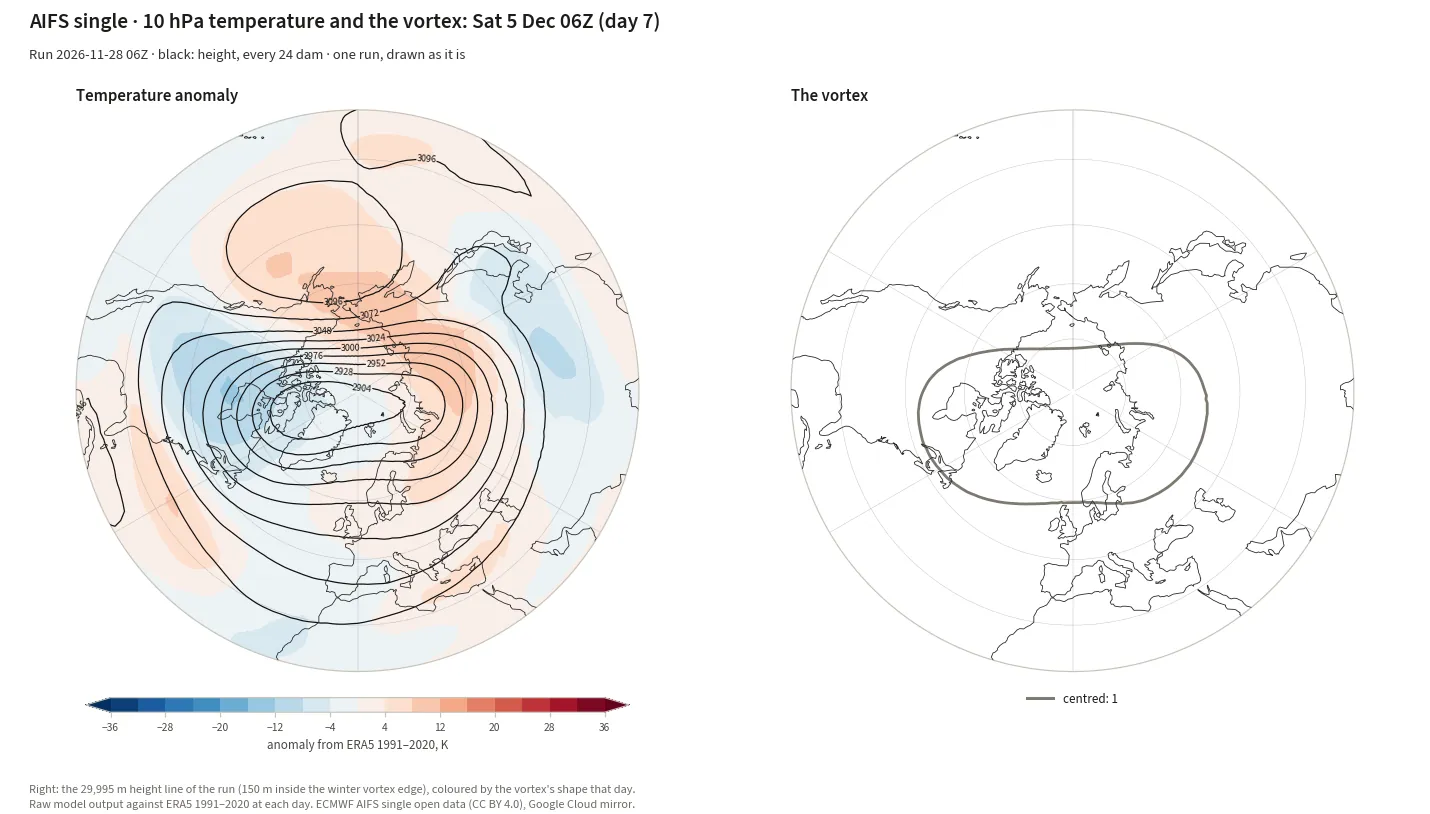 AIFS single · 10 hPa temperature and the vortex: Sat 5 Dec 06Z (day 7)
Run 2026-11-28 06Z · black: height, every 24 dam · one run, drawn as it is
Temperature anomaly
The vortex
3096
3096
3072
3048
3024
3000
2976
2952
2928
2904
−36 −28 −20 −12 −4 4 12 20 28 36
anomaly from ERA5 1991–2020, K
centred: 1
Right: the 29,995 m height line of the run (150 m inside the winter vortex edge), coloured by the vortex's shape that day.
Raw model output against ERA5 1991–2020 at each day. ECMWF AIFS single open data (CC BY 4.0), Google Cloud mirror.